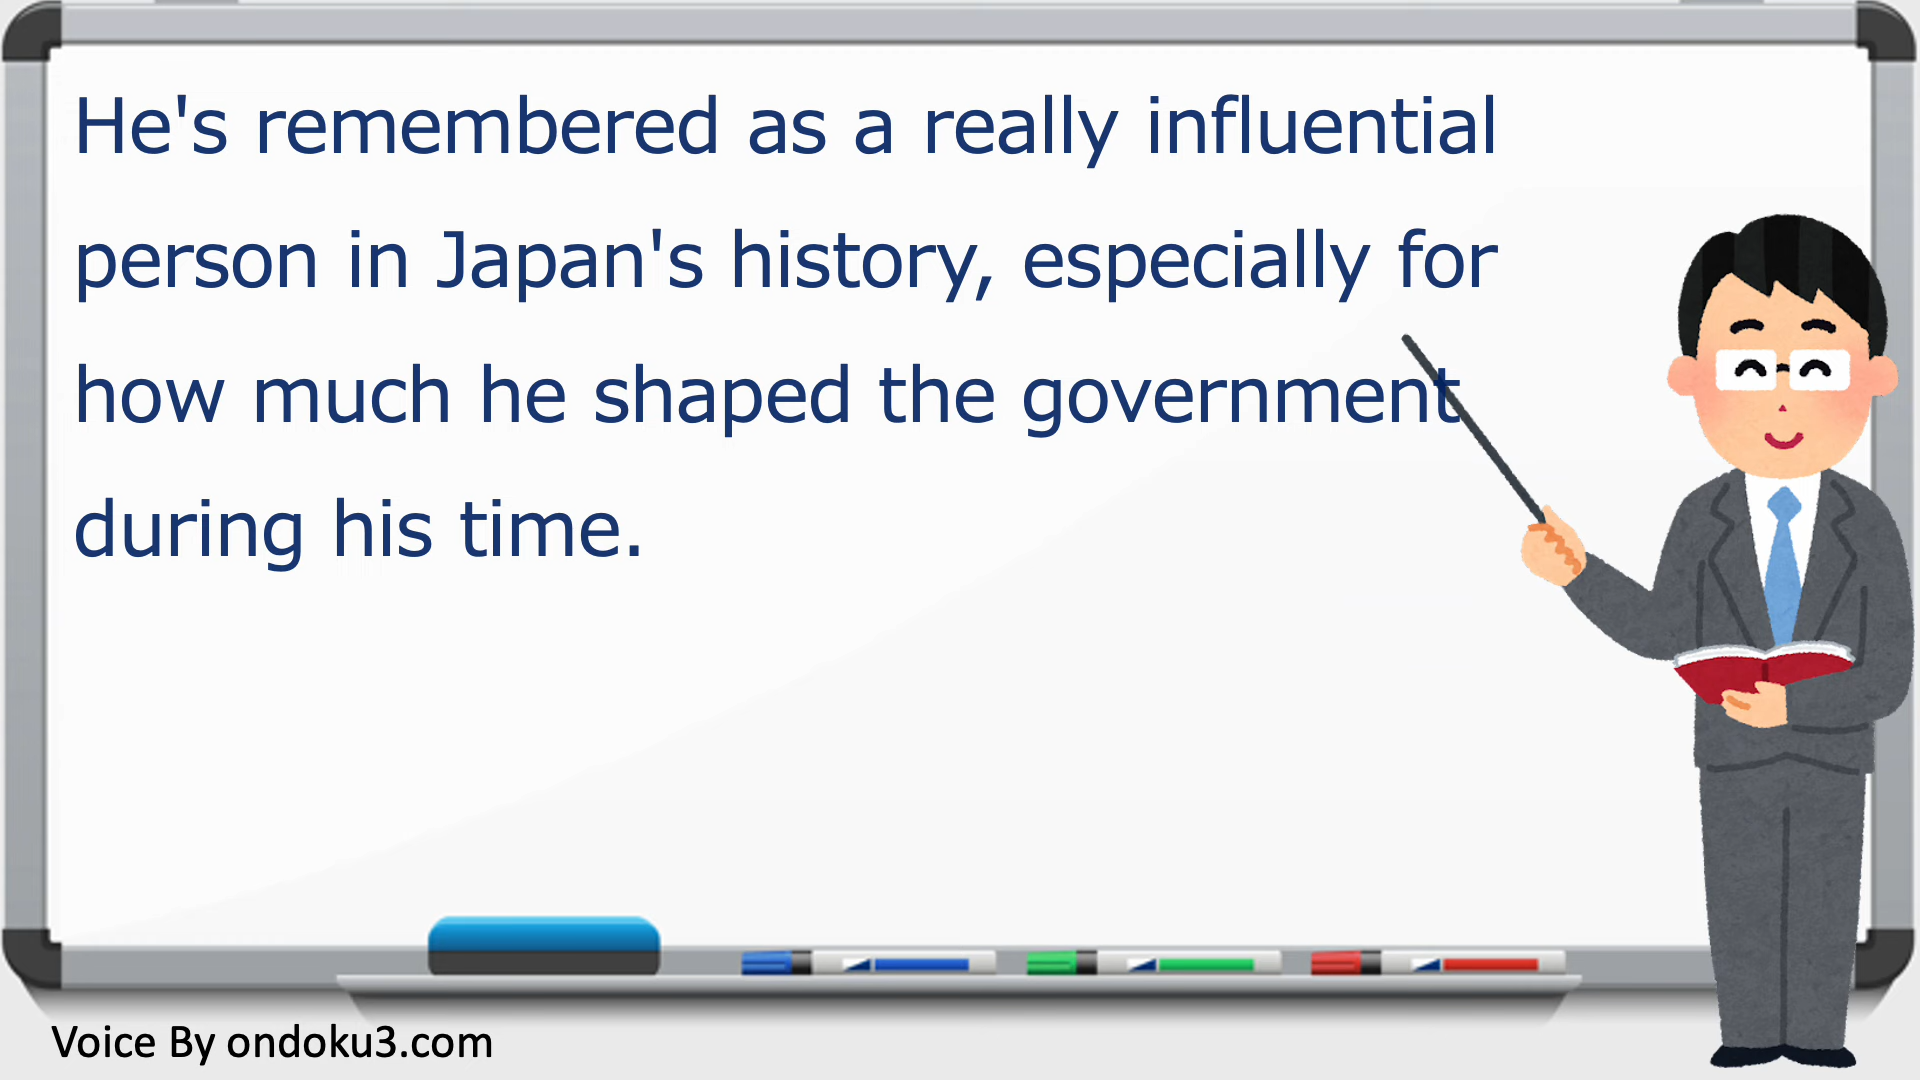 He's remembered as a really influential
person in Japan's history, especially for
how much he shaped the government
during his time.
Voice By ondoku3.com